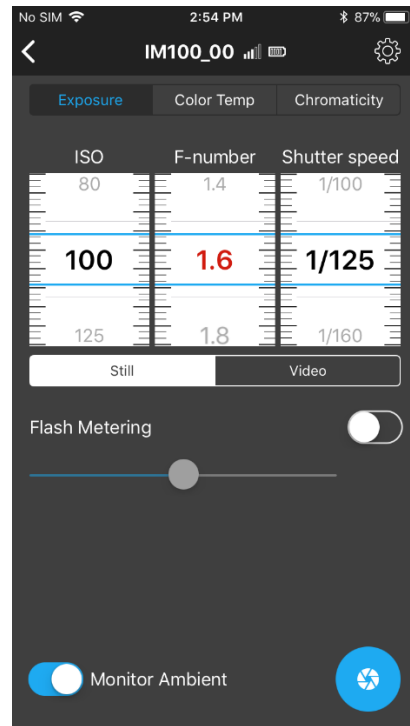 No SIM 2:54 PM 87%
IM100_00
Exposure Color Temp Chromaticity
ISO F-number Shutter speed
80 1.4 1/100
100 1.6 1/125
125 1.8 1/160
Still Video
Flash Metering
Monitor Ambient